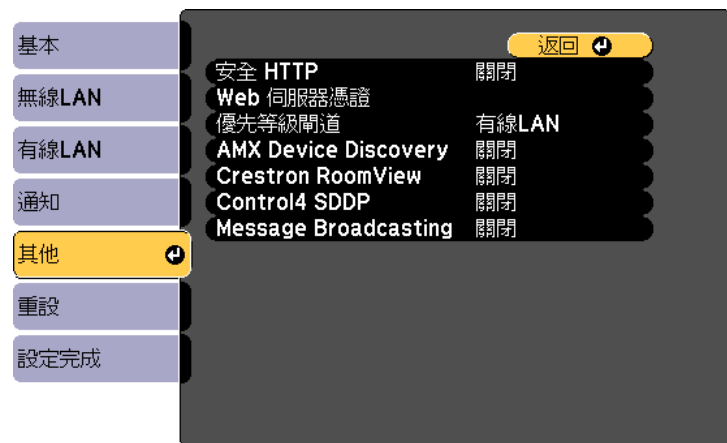 基本
無線LAN
有線LAN
通知
其他
重設
設定完成
返回
安全 HTTP 關閉
Web 伺服器憑證
優先等級閘道 有線LAN
AMX Device Discovery 關閉
Crestron RoomView 關閉
Control4 SDDP 關閉
Message Broadcasting 關閉